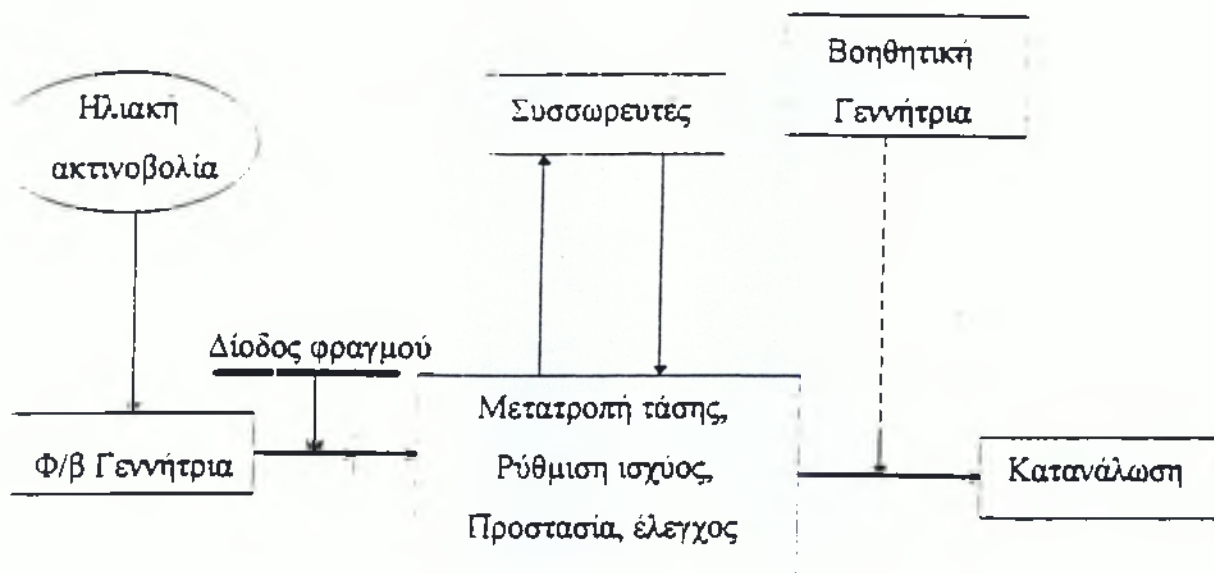 Ηλιακή
ακτινοβολία
Συσσωρευτές
Βοηθητική
Γεννήτρια
Δίοδος φραγμού
Φ/β Γεννήτρια
Μετατροπή τάσης,
Ρύθμιση ισχύος,
Προστασία, έλεγχος
Κατανάλωση